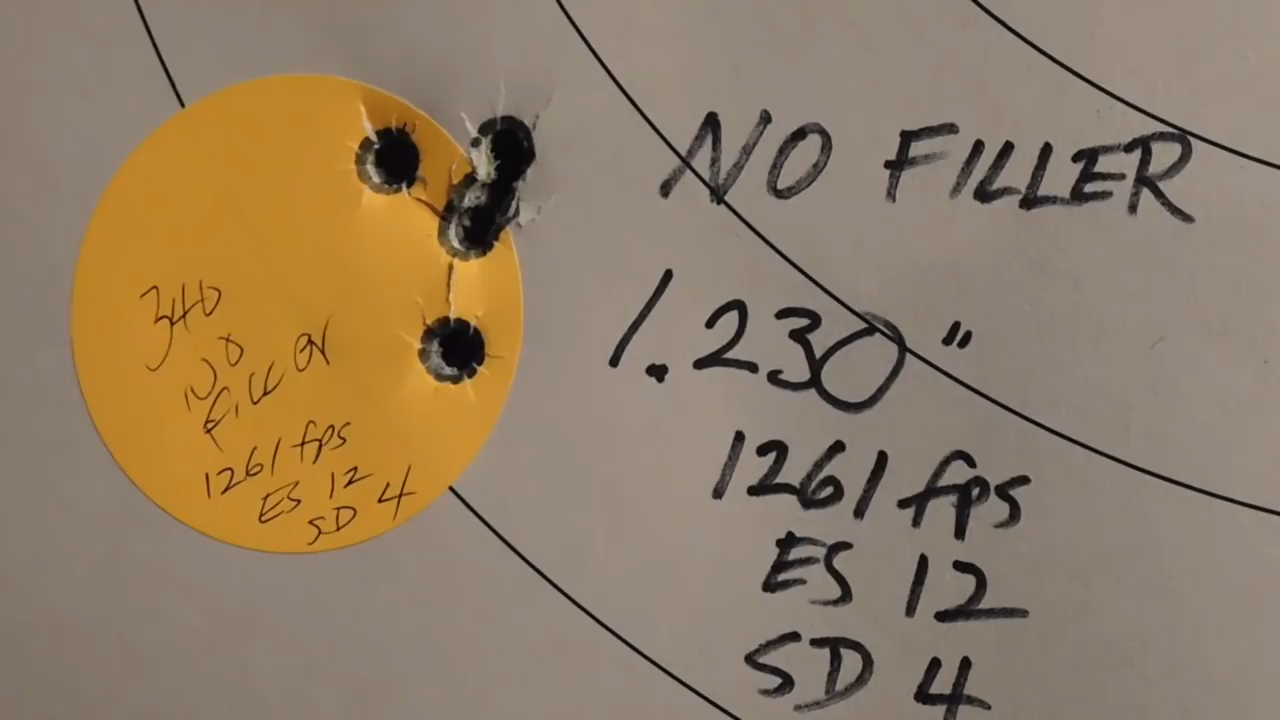 NO FILLER
1.230"
1261 fps
ES 12
SD 4
340
NO
FILLER
1261 fps
ES 12
SD 4